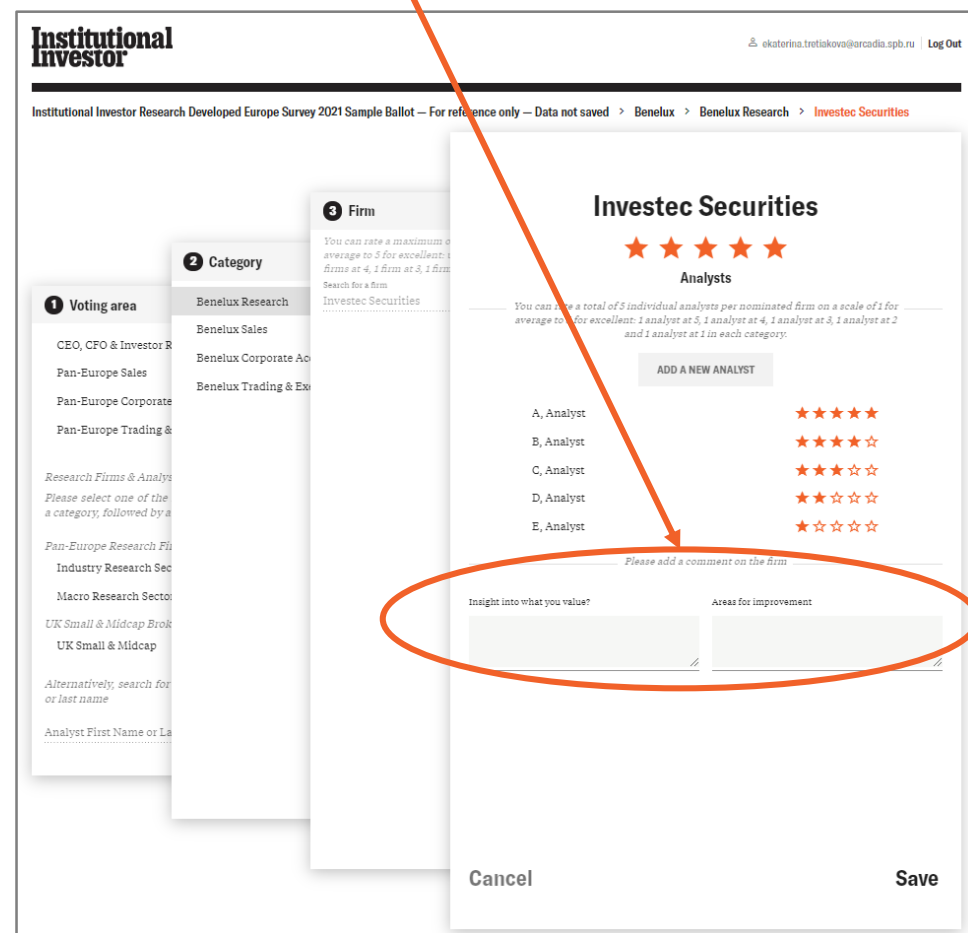 Institutional
Investor
ekaterina.tretiakova@arcadia.spb.ru Log Out
Institutional Investor Research Developed Europe Survey 2021 Sample Ballot — For reference only — Data not saved > Benelux > Benelux Research > Investec Securities
1 Voting area
CEO, CFO & Investor R
Pan-Europe Sales
Pan-Europe Corporate
Pan-Europe Trading &
Research Firms & Analys
Please select one of the
a category, followed by a
Pan-Europe Research Fir
Industry Research Sec
Macro Research Sector
UK Small & Midcap Brok
UK Small & Midcap
Alternatively, search for
or last name
Analyst First Name or La
2 Category
Benelux Research
Benelux Sales
Benelux Corporate Ac
Benelux Trading & Exe
3 Firm
You can rate a maximum o
average to 5 for excellent:
firms at 4, 1 firm at 3, 1 firm
Search for a firm
Investec Securities
Investec Securities
Analysts
You can rate a total of 5 individual analysts per nominated firm on a scale of 1 for
average to 5 for excellent: 1 analyst at 5, 1 analyst at 4, 1 analyst at 3, 1 analyst at 2
and 1 analyst at 1 in each category.
ADD A NEW ANALYST
A, Analyst
B, Analyst
C, Analyst
D, Analyst
E, Analyst
Please add a comment on the firm
Insight into what you value?
Areas for improvement
Cancel
Save